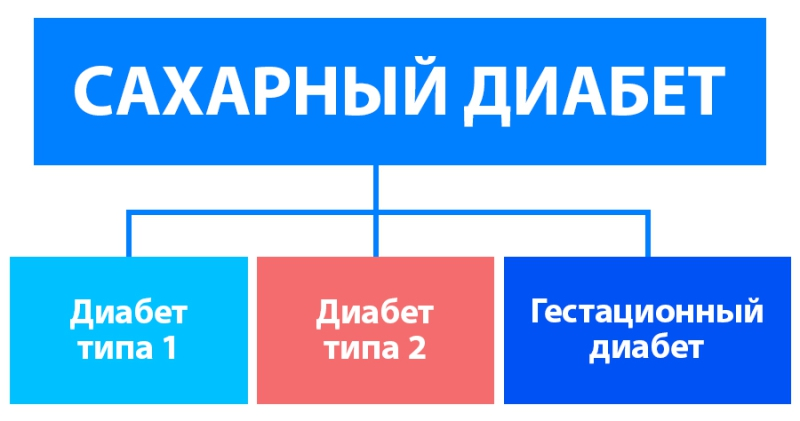 САХАРНЫЙ ДИАБЕТ
Диабет
типа 1
Диабет
типа 2
Гестационный
диабет